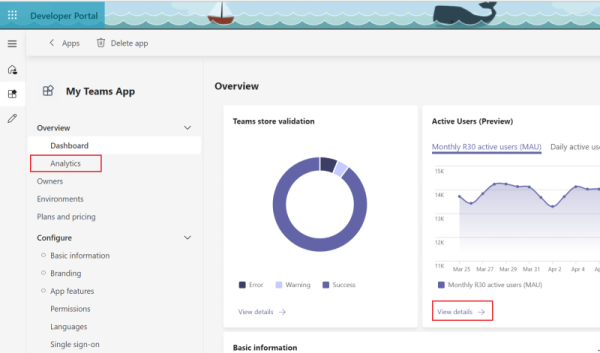 Developer Portal
Apps
Delete app
My Teams App
Overview
Dashboard
Analytics
Owners
Environments
Plans and pricing
Configure
Basic information
Branding
App features
Permissions
Languages
Single sign-on
Overview
Teams store validation
Error
Warning
Success
View details
Active Users (Preview)
Monthly R30 active users (MAU)
Daily active use
15K
14K
13K
12K
11K
Mar 25 Mar 27 Mar 29 Mar 31 Apr 2 Apr 4
Monthly R30 active users (MAU)
View details
Basic information